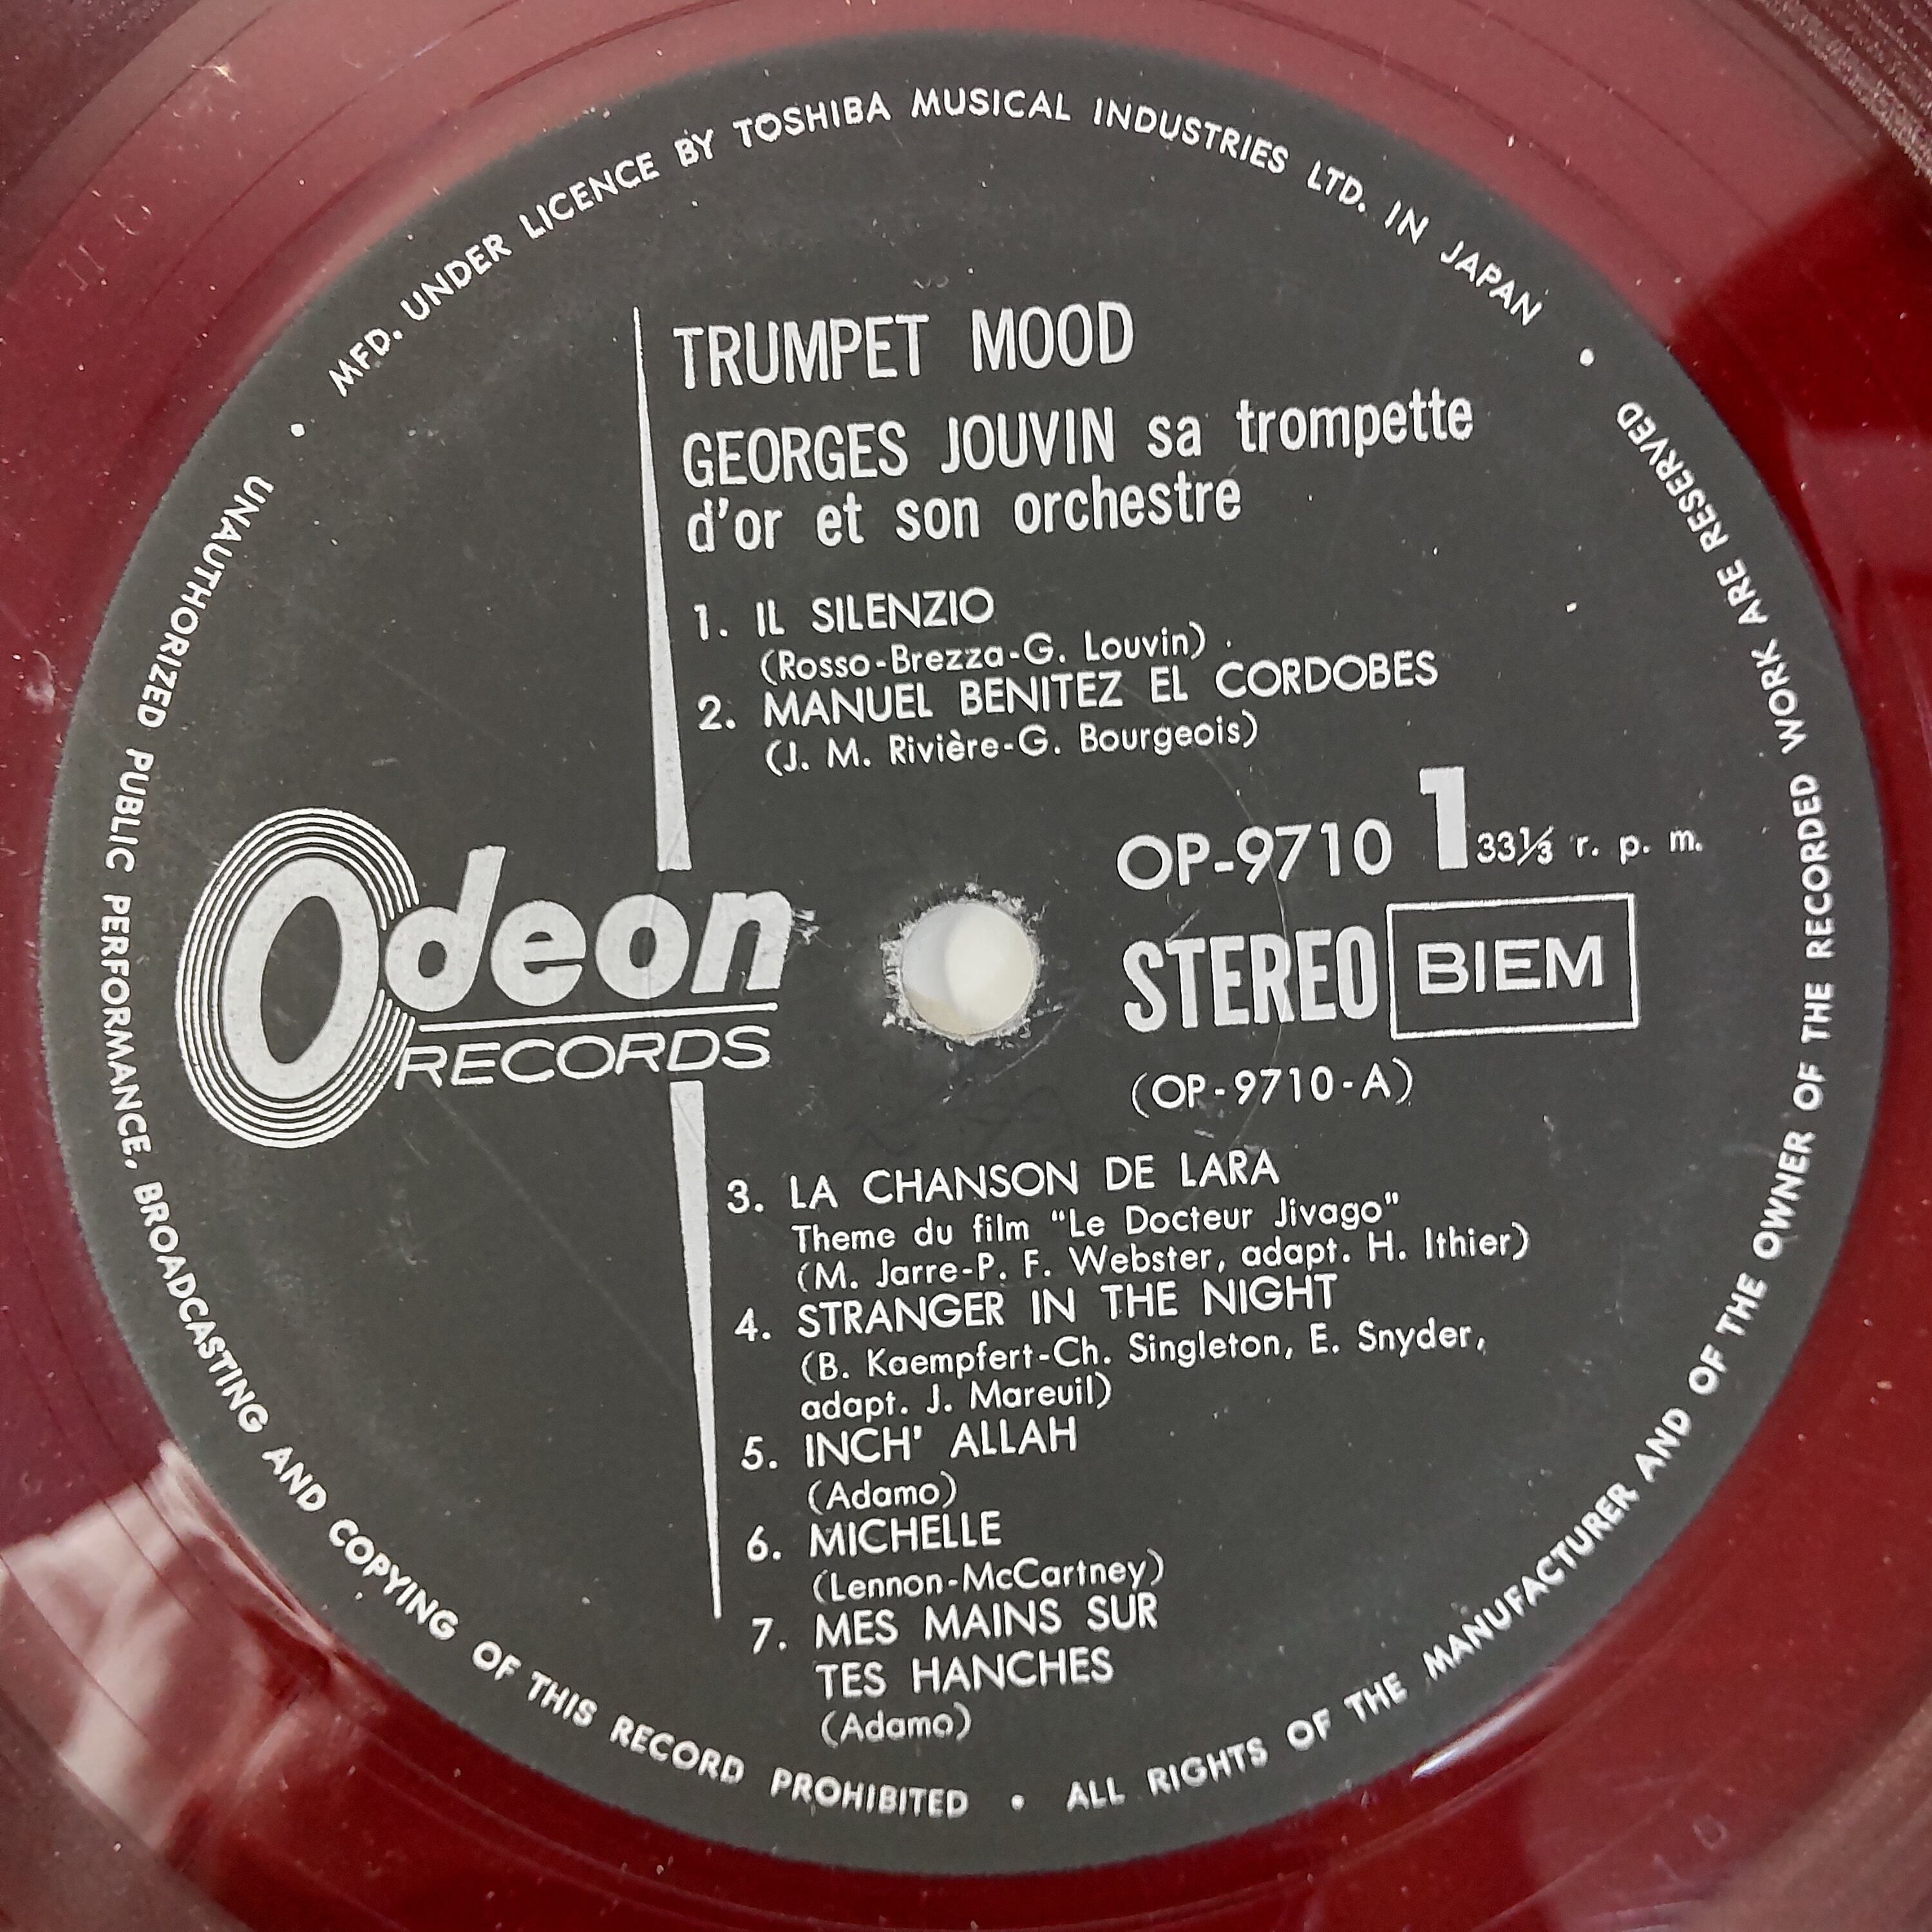 MFD. UNDER LICENCE BY TOSHIBA MUSICAL INDUSTRIES LTD. IN JAPAN •
TRUMPET MOOD
GEORGES JOUVIN sa trompette
d'or et son orchestre
1. IL SILENZIO
(Rosso-Brezza-G. Louvin)
2. MANUEL BENITEZ EL CORDOBES
(J. M. Rivière-G. Bourgeois)
Odeon
RECORDS
OP-9710 1 33⅓ r. p. m.
STEREO BIEM
(OP-9710-A)
3. LA CHANSON DE LARA
Theme du film "Le Docteur Jivago"
(M. Jarre-P. F. Webster, adapt. H. Ithier)
4. STRANGER IN THE NIGHT
(B. Kaempfert-Ch. Singleton, E. Snyder,
adapt. J. Mareuil)
5. INCH' ALLAH
(Adamo)
6. MICHELLE
(Lennon-McCartney)
7. MES MAINS SUR
TES HANCHES
(Adamo)
• UNAUTHORIZED PUBLIC PERFORMANCE, BROADCASTING AND COPYING OF THIS RECORD PROHIBITED • ALL RIGHTS OF THE MANUFACTURER AND OF THE OWNER OF THE RECORDED WORK ARE RESERVED